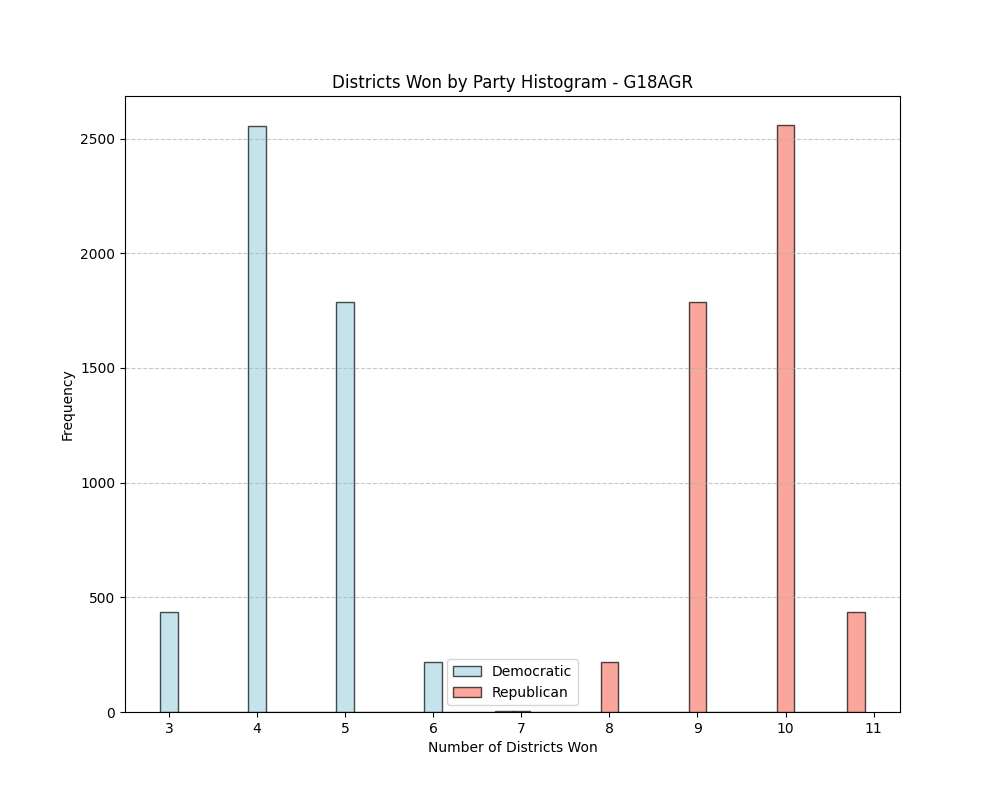 Districts Won by Party Histogram - G18AGR
2500
2000
1500
1000
500
0
Frequency
Democratic
Republican
3 4 5 6 7 8 9 10 11
Number of Districts Won